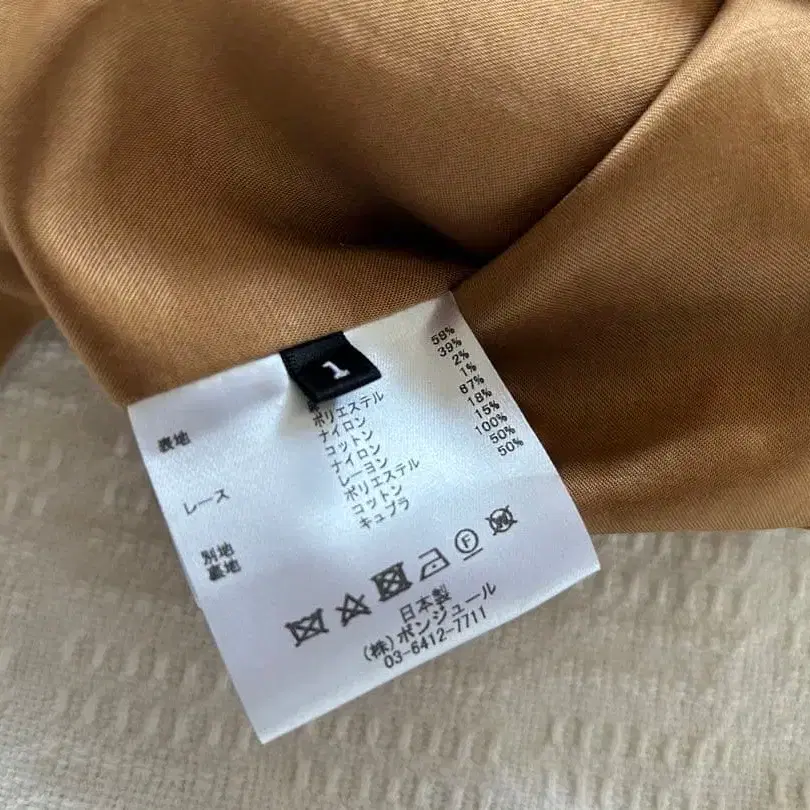 1
表地 58%
39%
ポリエステル 2%
ナイロン 1%
レース コットン 67%
ナイロン 18%
レーヨン 15%
別地 ポリエステル 100%
裏地 コットン 50%
キュプラ 50%
F
W
日本製
(株)ボンジュール
03-6412-7711